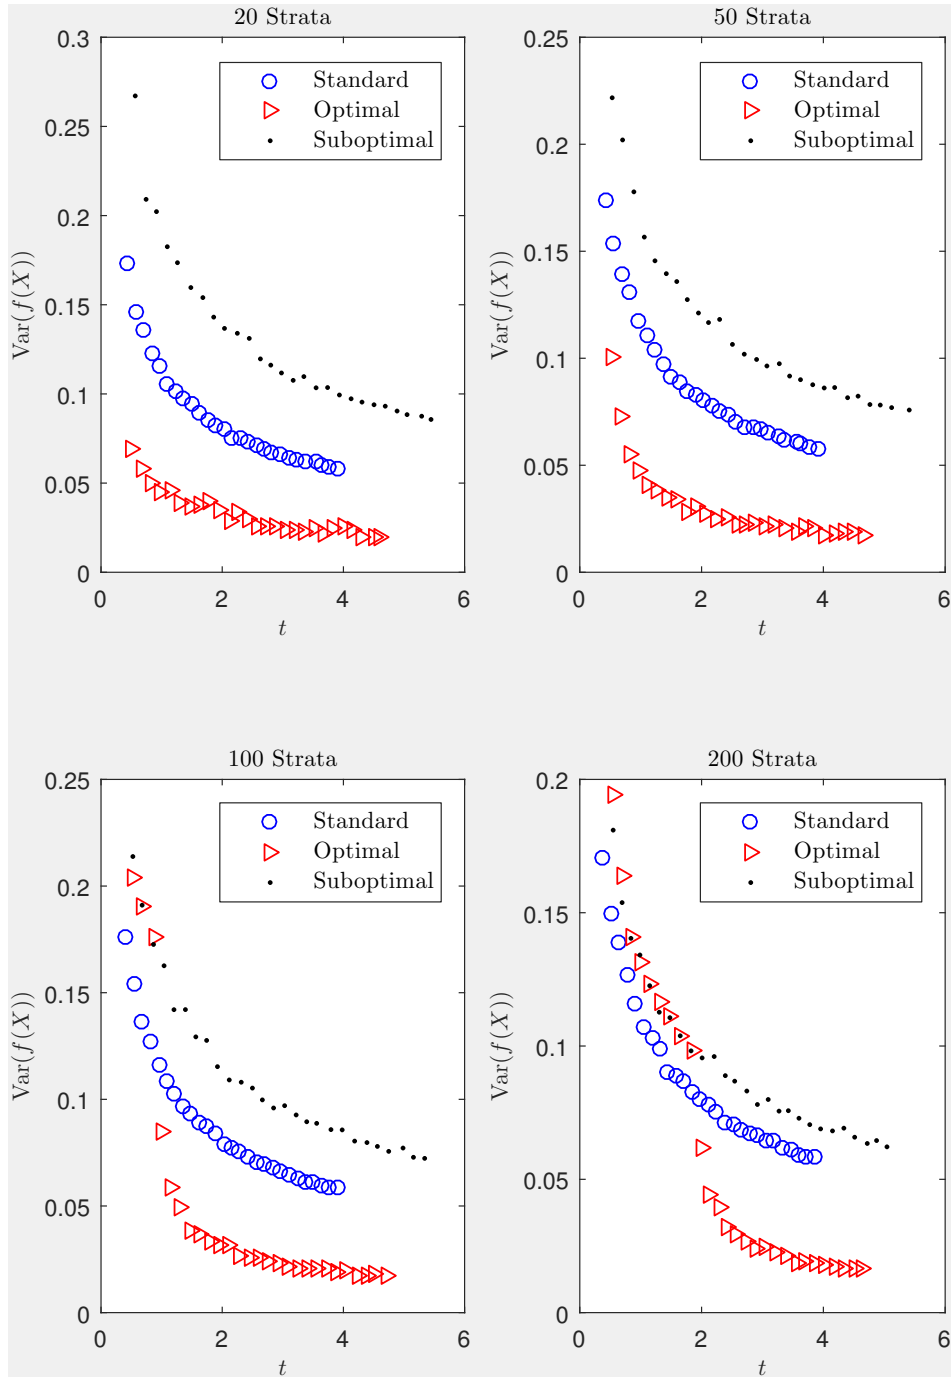 20 Strata
50 Strata
0.3
0.25
0.2
0.15
0.1
0.05
0
Var(f(X))
Standard
Optimal
Suboptimal
0 2 4 6
t
0.25
0.2
0.15
0.1
0.05
0
Var(f(X))
Standard
Optimal
Suboptimal
0 2 4 6
t
100 Strata
200 Strata
0.25
0.2
0.15
0.1
0.05
0
Var(f(X))
Standard
Optimal
Suboptimal
0 2 4 6
t
0.2
0.15
0.1
0.05
0
Var(f(X))
Standard
Optimal
Suboptimal
0 2 4 6
t